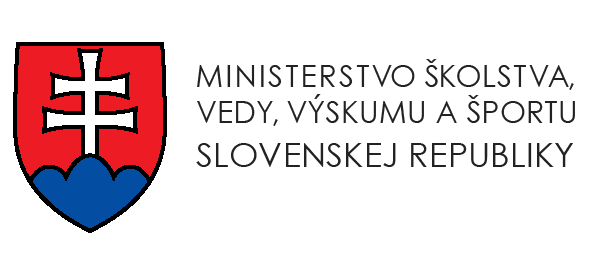 MINISTERSTVO ŠKOLSTVA,
VEDY, VÝSKUMU A ŠPORTU
SLOVENSKEJ REPUBLIKY